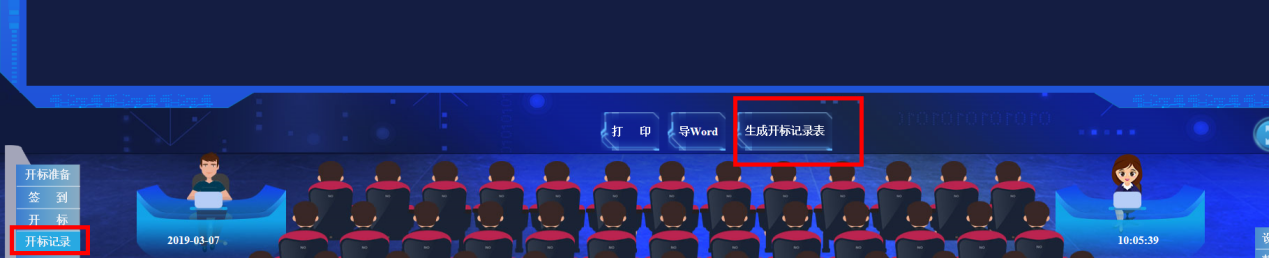 打 印
导Word
生成开标记录表
开标准备
签 到
开 标
开标记录
2019-03-07
10:05:39